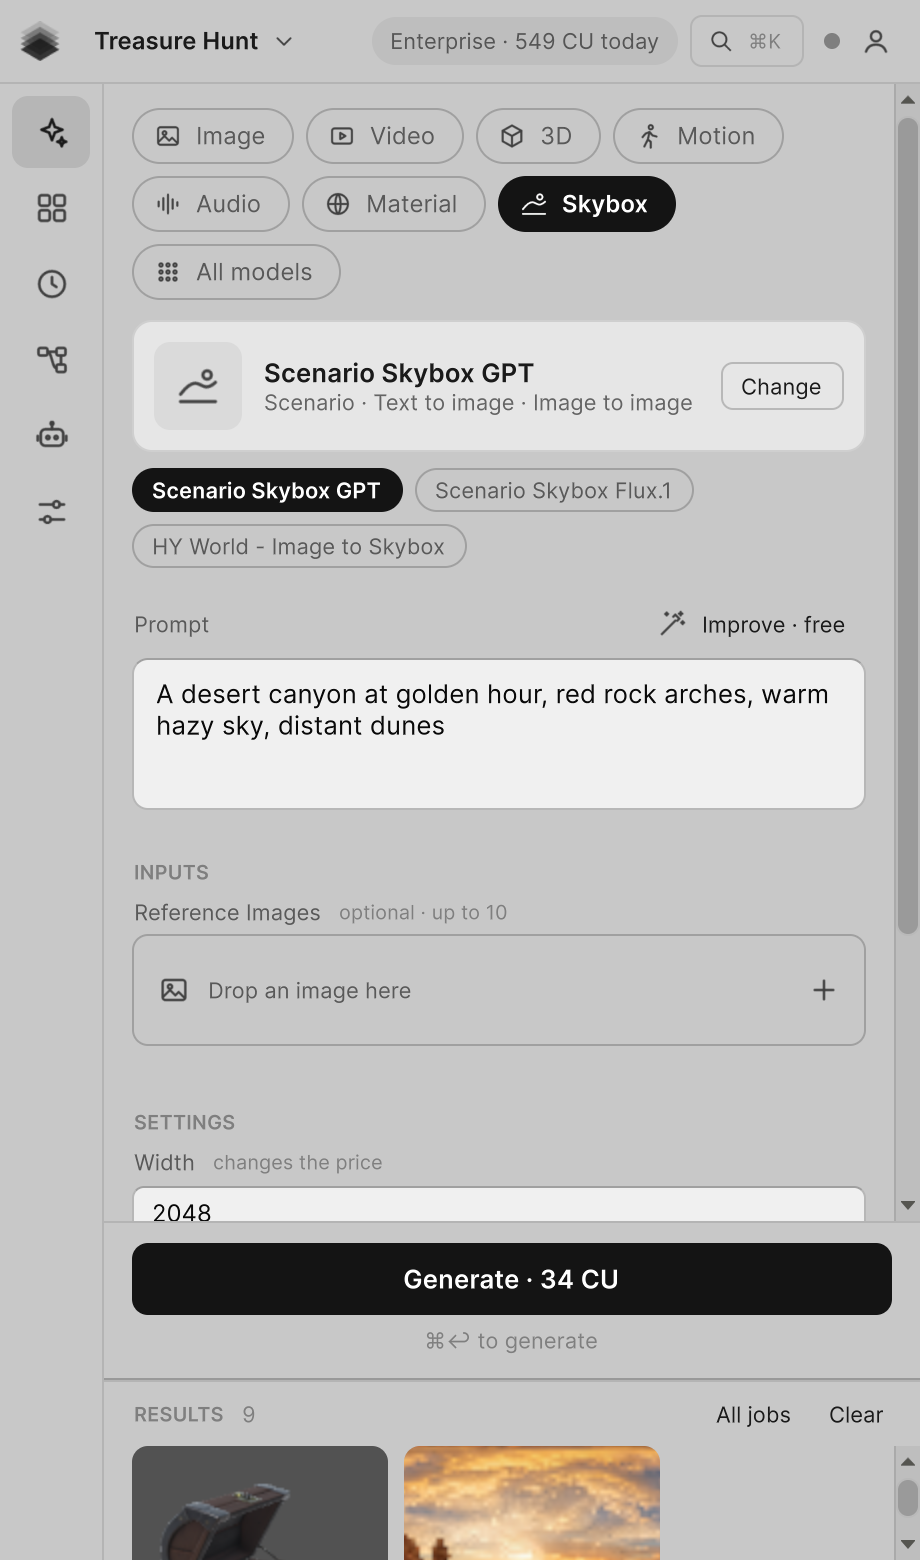 Treasure Hunt
Enterprise · 549 CU today
⌘K
Image
Video
3D
Motion
Audio
Material
Skybox
All models
Scenario Skybox GPT
Scenario · Text to image · Image to image
Change
Scenario Skybox GPT
Scenario Skybox Flux.1
HY World - Image to Skybox
Prompt
Improve · free
A desert canyon at golden hour, red rock arches, warm
hazy sky, distant dunes
INPUTS
Reference Images optional · up to 10
Drop an image here
SETTINGS
Width changes the price
2048
Generate · 34 CU
⌘↩ to generate
RESULTS 9
All jobs
Clear